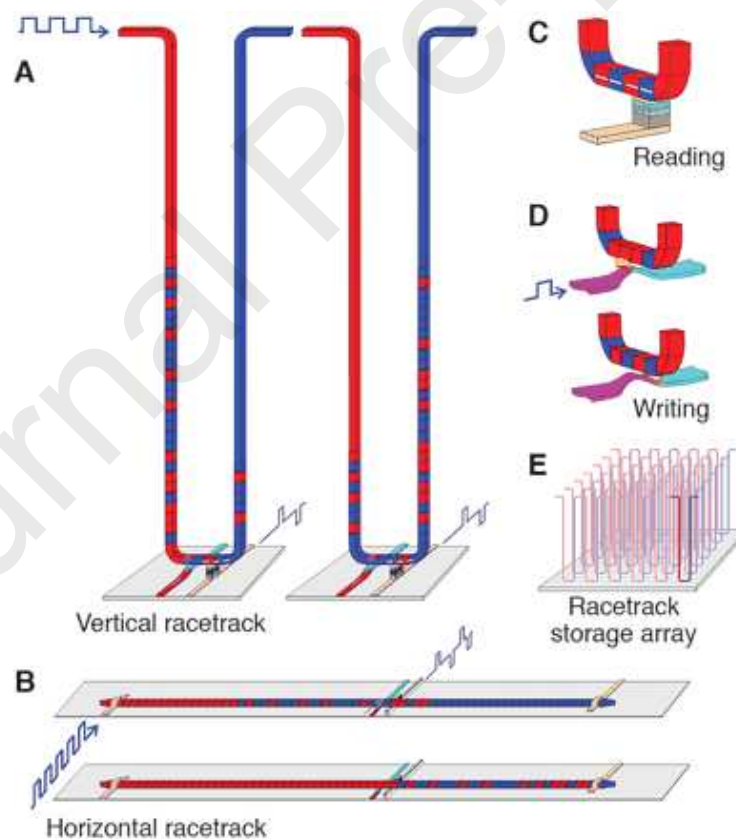 A
Vertical racetrack
B
Horizontal racetrack
C
Reading
D
Writing
E
Racetrack
storage array